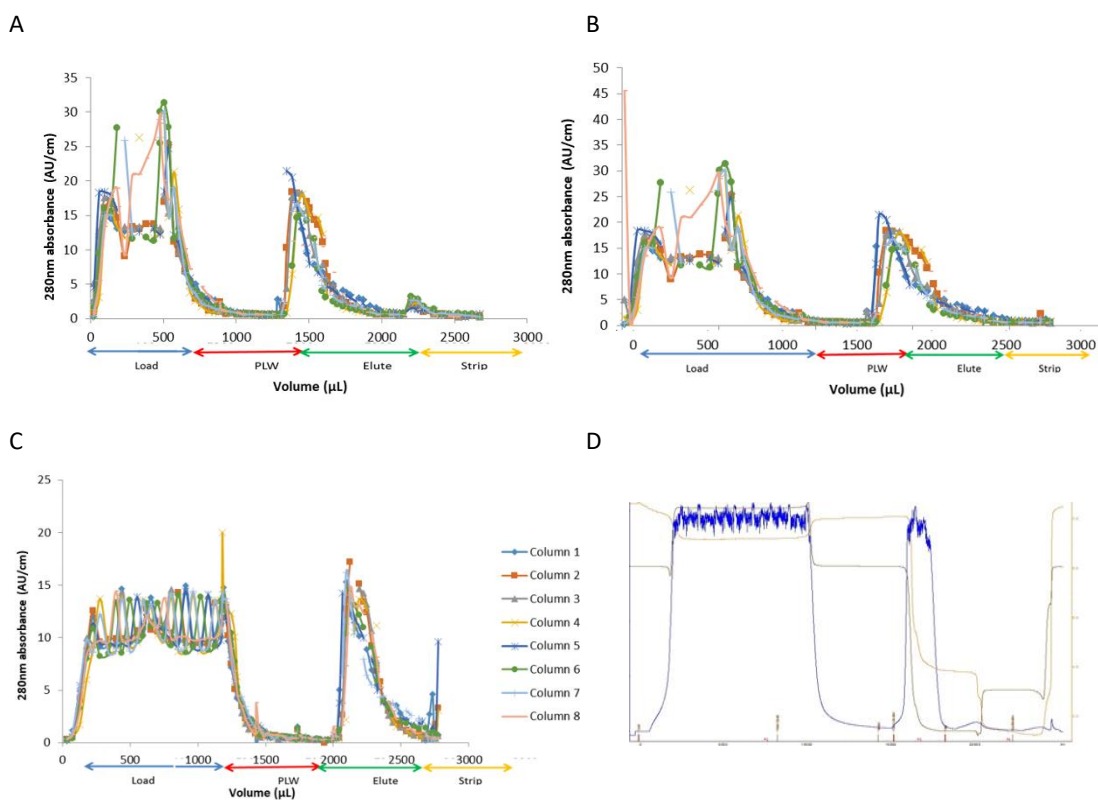 A
35
30
25
20
15
10
5
0
280nm absorbance (AU/cm)
0 500 1000 1500 2000 2500 3000
Load PLW Elute Strip
Volume (µL)
B
50
45
40
35
30
25
20
15
10
5
0
280nm absorbance (AU/cm)
0 500 1000 1500 2000 2500 3000
Load PLW Elute Strip
Volume (µL)
C
25
20
15
10
5
0
280nm absorbance (AU/cm)
0 500 1000 1500 2000 2500 3000
Load PLW Elute Strip
Volume (µL)
Column 1
Column 2
Column 3
Column 4
Column 5
Column 6
Column 7
Column 8
D